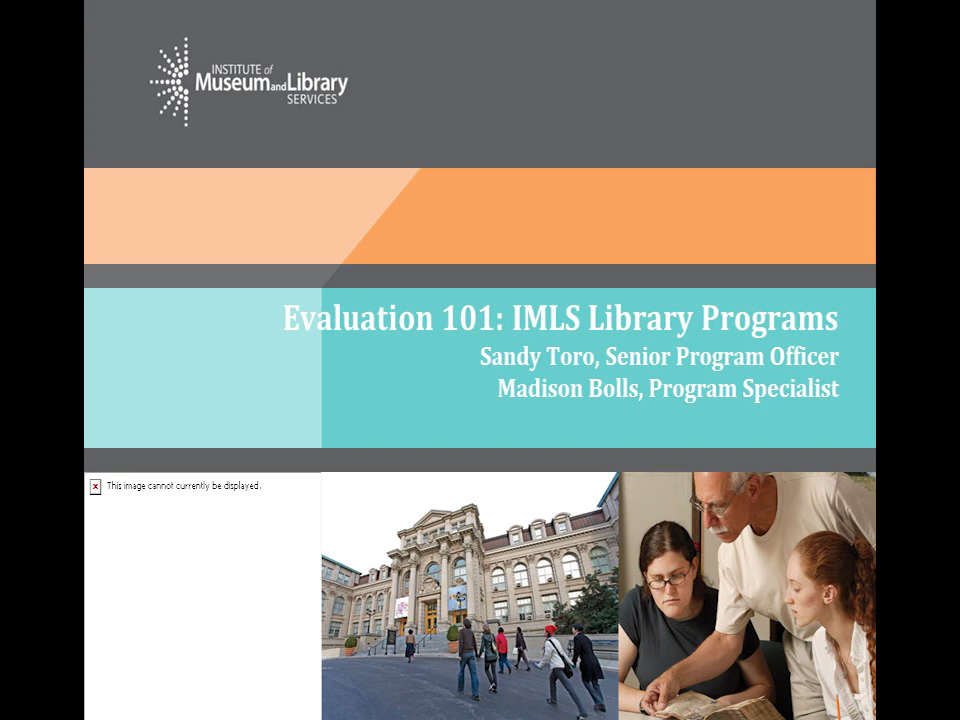 INSTITUTE of
Museum and Library
SERVICES
Evaluation 101: IMLS Library Programs
Sandy Toro, Senior Program Officer
Madison Bolls, Program Specialist
This image cannot currently be displayed.